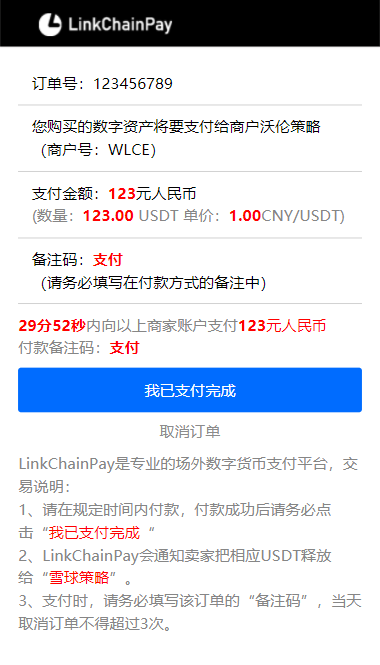 LinkChainPay
订单号：123456789
您购买的数字资产将要支付给商户沃伦策略
（商户号：WLCE）
支付金额：123元人民币
(数量：123.00 USDT 单价：1.00CNY/USDT)
备注码：支付
（请务必填写在付款方式的备注中）
29分52秒内向以上商家账户支付123元人民币
付款备注码：支付
我已支付完成
取消订单
LinkChainPay是专业的场外数字货币支付平台，交
易说明：
1、请在规定时间内付款，付款成功后请务必点
击“我已支付完成“
2、LinkChainPay会通知卖家把相应USDT释放
给“雪球策略”。
3、支付时，请务必填写该订单的“备注码”，当天
取消订单不得超过3次。